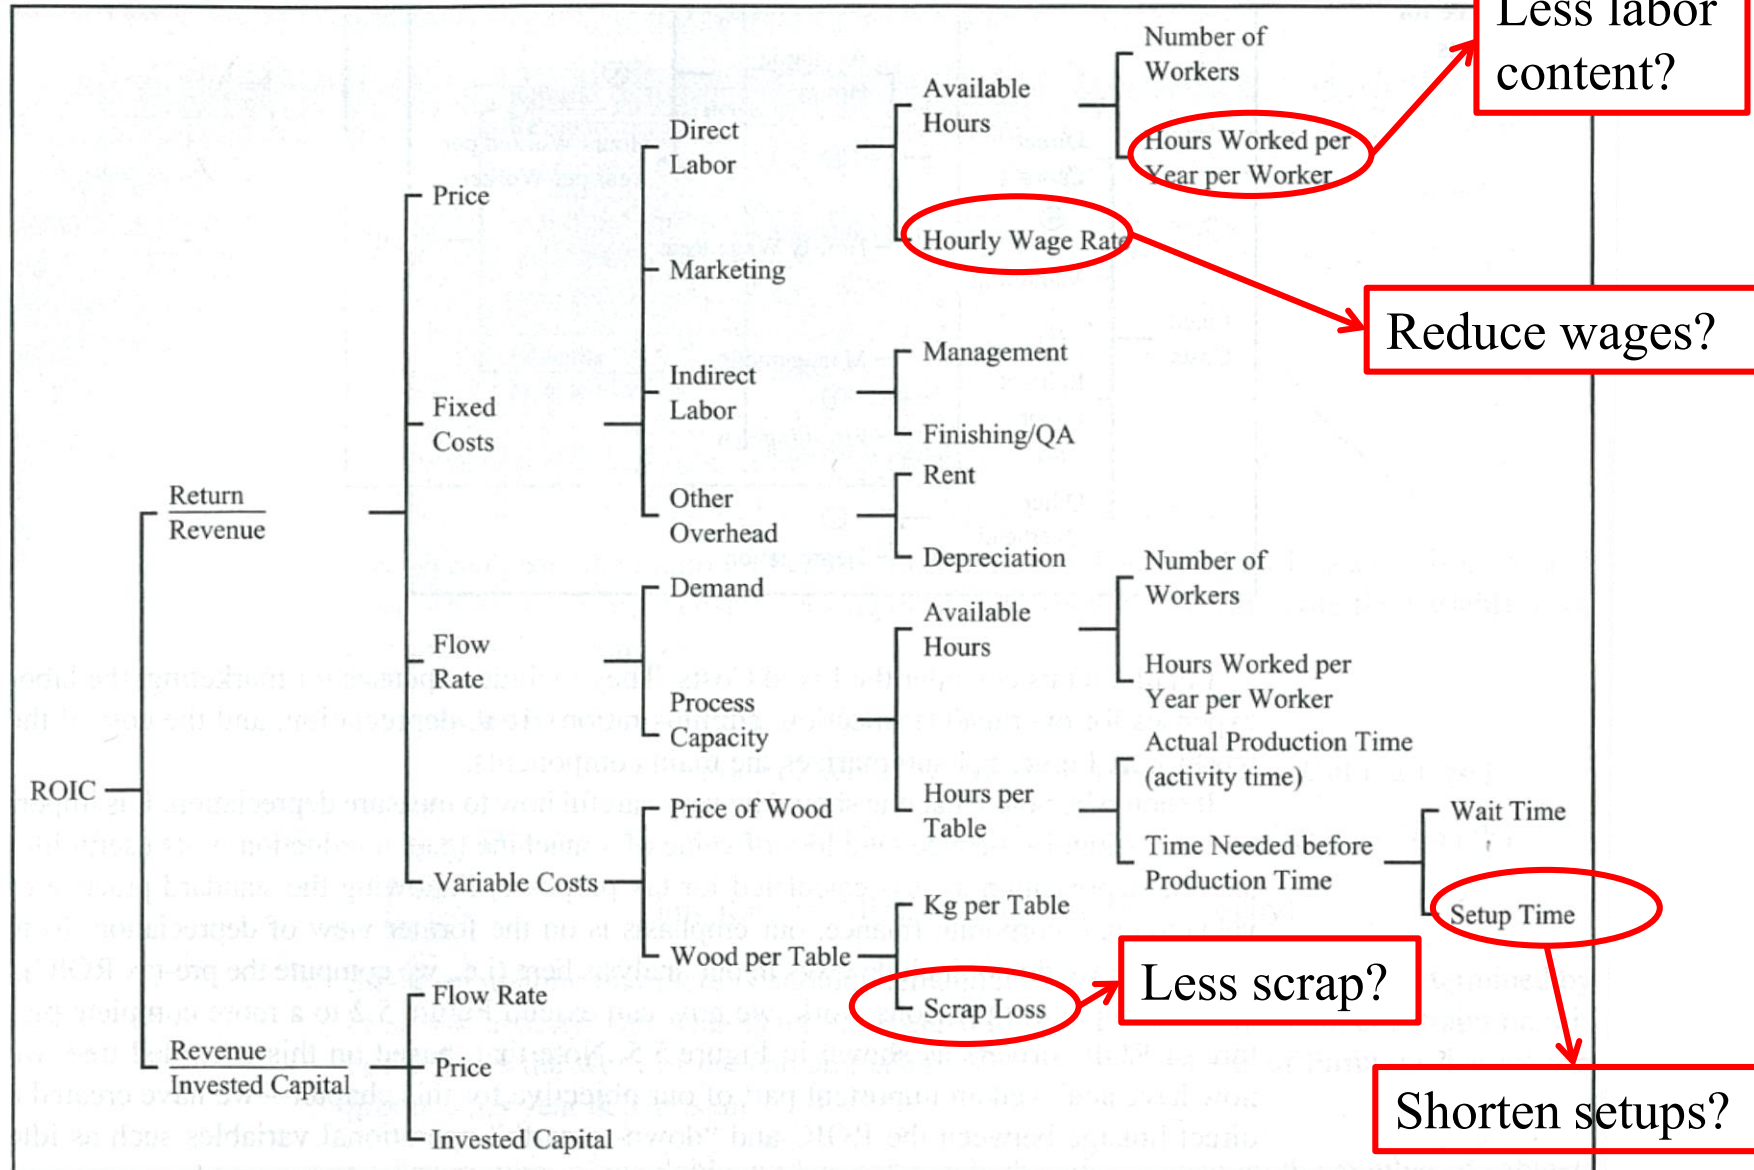 Less labor
content?
Number of
Workers
Available
Hours
Hours Worked per
Year per Worker
Direct
Labor
Price
Hourly Wage Rate
Marketing
Reduce wages?
Management
Indirect
Labor
Fixed
Costs
Finishing/QA
Rent
Return
Revenue
Other
Overhead
Depreciation
Number of
Workers
Demand
Available
Hours
Flow
Rate
Hours Worked per
Year per Worker
Process
Capacity
Actual Production Time
(activity time)
ROIC
Hours per
Table
Price of Wood
Wait Time
Time Needed before
Production Time
Variable Costs
Kg per Table
Setup Time
Wood per Table
Less scrap?
Scrap Loss
Flow Rate
Revenue
Invested Capital
Price
Shorten setups?
Invested Capital